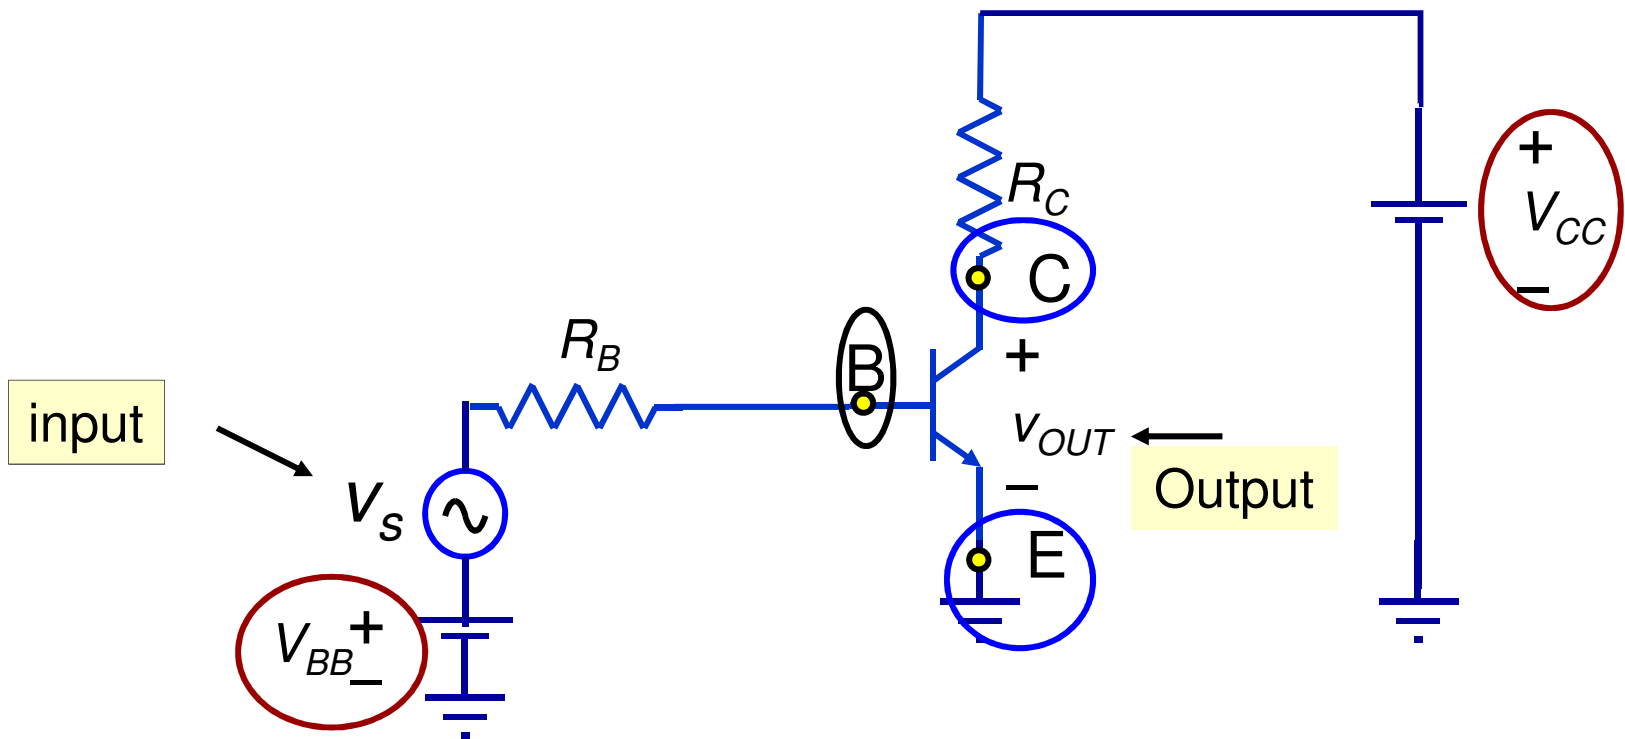 R_C
C
+
V_CC
−
R_B
B
+
input
v_OUT
Output
−
v_s
E
V_BB
+
−